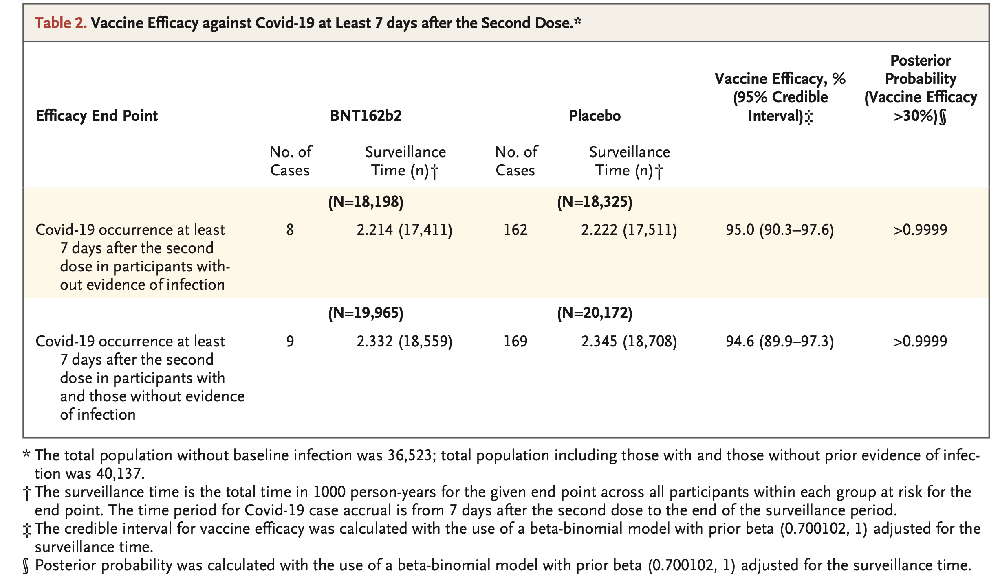 Table 2. Vaccine Efficacy against Covid-19 at Least 7 days after the Second Dose.*
Efficacy End Point
BNT162b2
Placebo
Vaccine Efficacy, %
(95% Credible
Interval)‡
Posterior
Probability
(Vaccine Efficacy
>30%)§
No. of
Cases
Surveillance
Time (n)†
No. of
Cases
Surveillance
Time (n)†
(N=18,198) (N=18,325)
Covid-19 occurrence at least 8 2.214 (17,411) 162 2.222 (17,511) 95.0 (90.3–97.6) >0.9999
7 days after the second
dose in participants with-
out evidence of infection
(N=19,965) (N=20,172)
Covid-19 occurrence at least 9 2.332 (18,559) 169 2.345 (18,708) 94.6 (89.9–97.3) >0.9999
7 days after the second
dose in participants with
and those without evidence
of infection
* The total population without baseline infection was 36,523; total population including those with and those without prior evidence of infec-
tion was 40,137.
† The surveillance time is the total time in 1000 person-years for the given end point across all participants within each group at risk for the
end point. The time period for Covid-19 case accrual is from 7 days after the second dose to the end of the surveillance period.
‡ The credible interval for vaccine efficacy was calculated with the use of a beta-binomial model with prior beta (0.700102, 1) adjusted for the
surveillance time.
§ Posterior probability was calculated with the use of a beta-binomial model with prior beta (0.700102, 1) adjusted for the surveillance time.